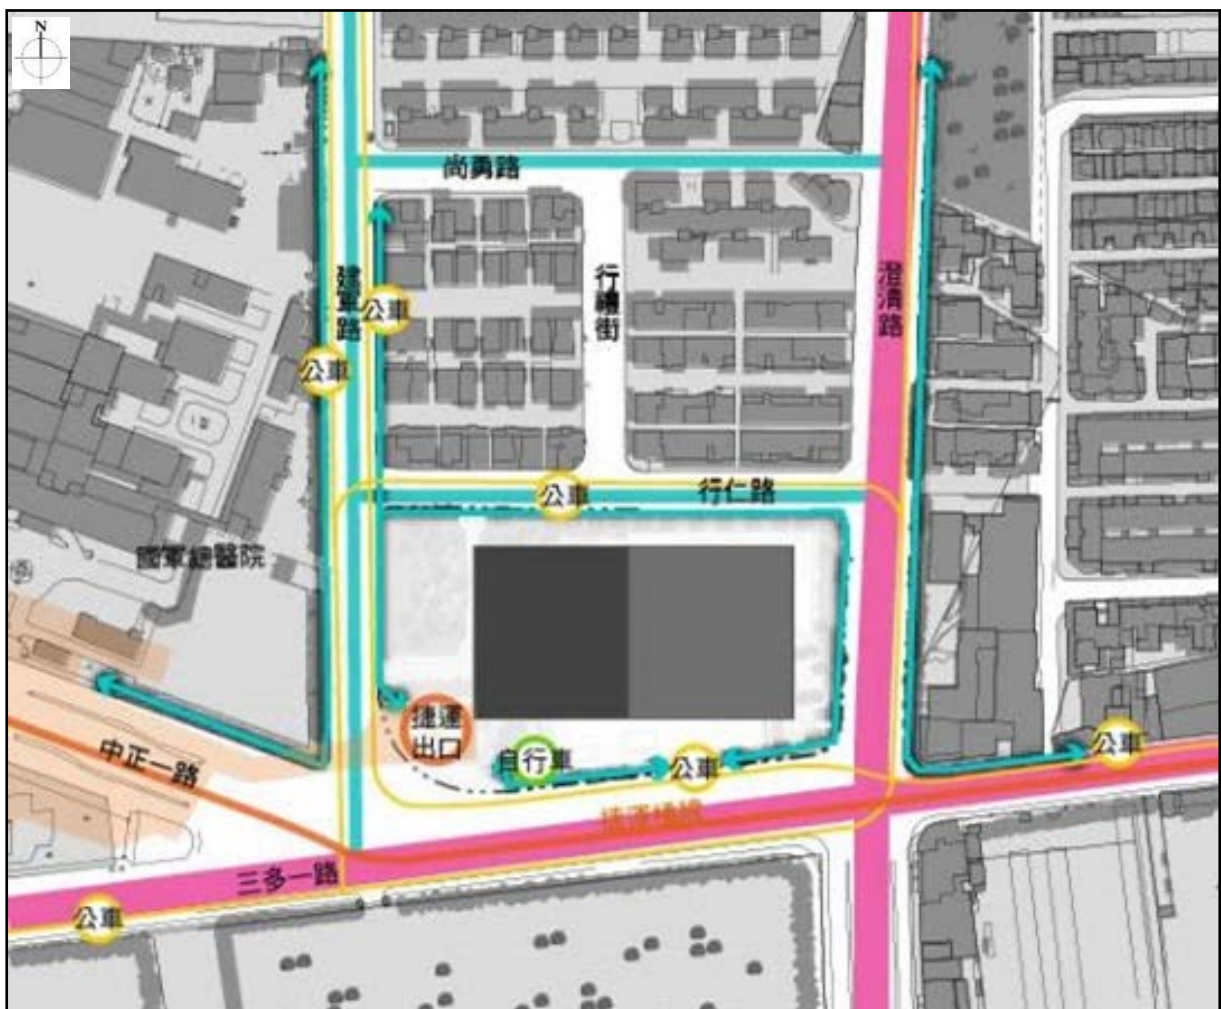 N
尚勇路
建軍路
公車
行禮街
澄清路
公車
公車
行仁路
國軍總醫院
捷運
出口
中正一路
自行車
公車
公車
捷運橘線
三多一路
公車